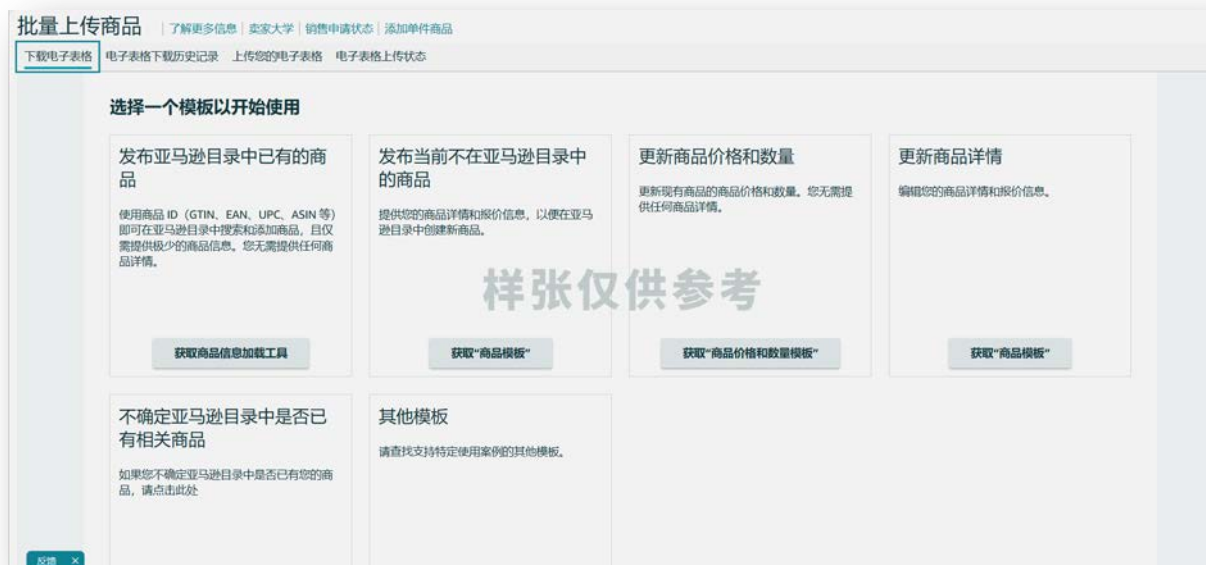 批量上传商品 | 了解更多信息 | 卖家大学 | 销售申请状态 | 添加单件商品
下载电子表格 电子表格下载历史记录 上传您的电子表格 电子表格上传状态
选择一个模板以开始使用
发布亚马逊目录中已有的商
品
使用商品 ID（GTIN、EAN、UPC、ASIN 等）
即可在亚马逊目录中搜索和添加商品，且仅
需提供极少的商品信息。您无需提供任何商
品详情。
获取商品信息加载工具
发布当前不在亚马逊目录中
的商品
提供您的商品详情和报价信息，以便在亚马
逊目录中创建新商品。
获取“商品模板”
更新商品价格和数量
更新现有商品的商品价格和数量。您无需提
供任何商品详情。
获取“商品价格和数量模板”
更新商品详情
编辑您的商品详情和报价信息。
获取“商品模板”
样张仅供参考
不确定亚马逊目录中是否已
有相关商品
如果您不确定亚马逊目录中是否已有您的商
品，请点击此处
其他模板
请查找支持特定使用案例的其他模板。
反馈 ×